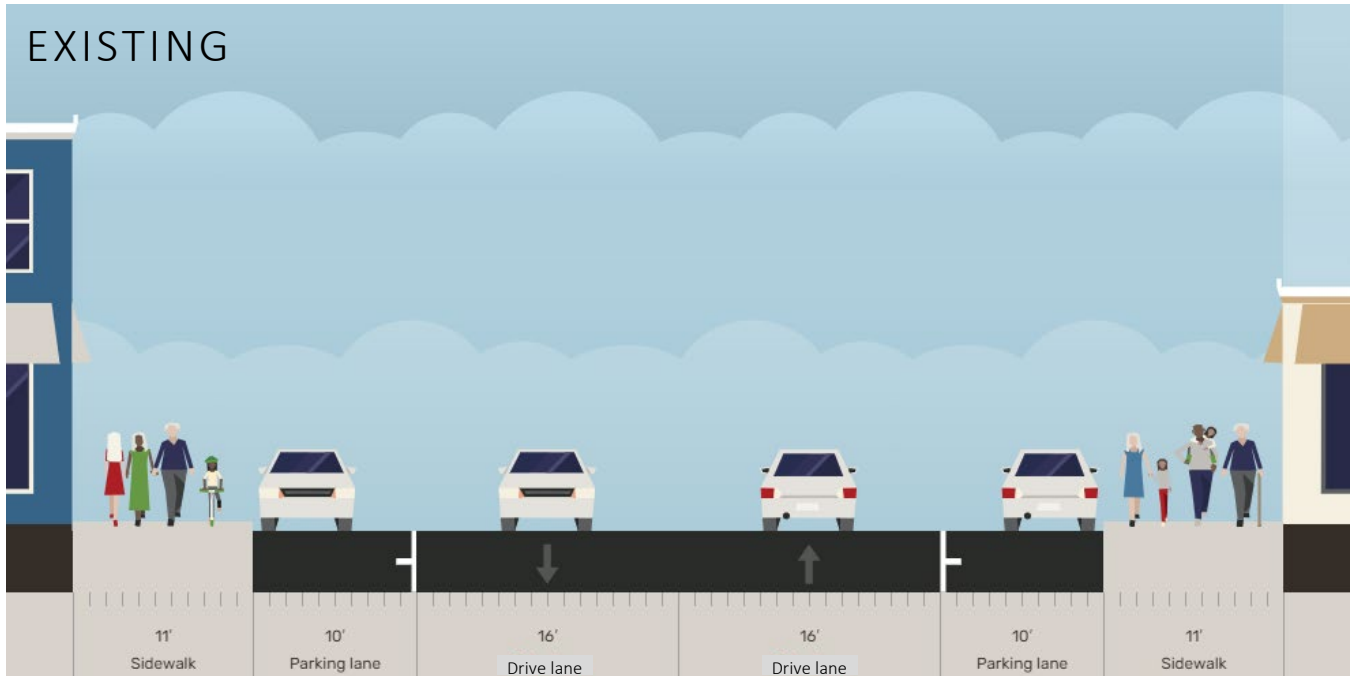 EXISTING
11' 10' 16' 16' 10' 11'
Sidewalk Parking lane Drive lane Drive lane Parking lane Sidewalk